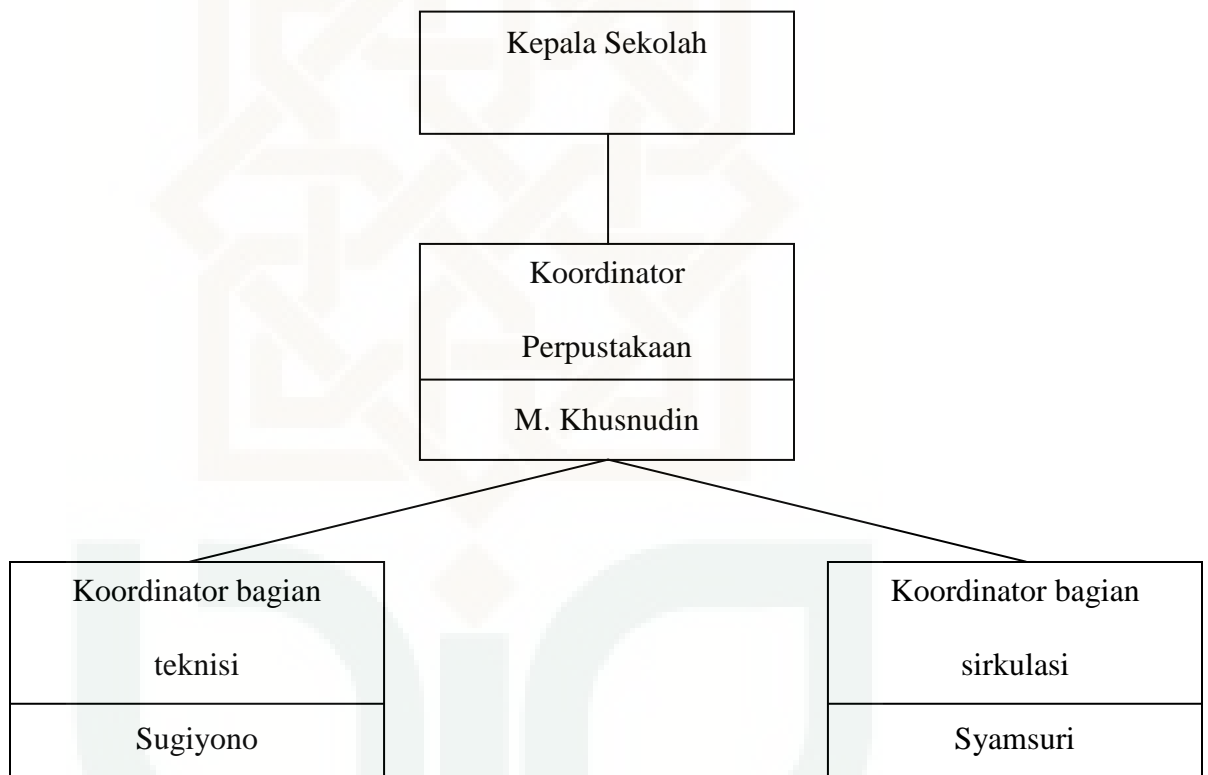 Kepala Sekolah
Koordinator
Perpustakaan
M. Khusnudin
Koordinator bagian
teknisi
Sugiyono
Koordinator bagian
sirkulasi
Syamsuri